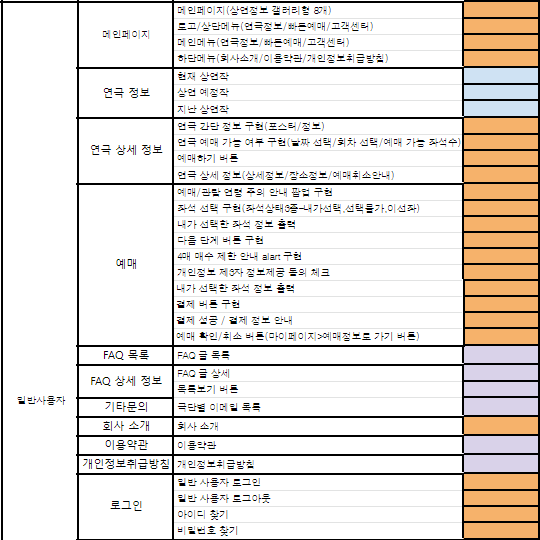 메인페이지
메인페이지(상연정보 갤러리형 8개)
로고/상단메뉴(연극정보/빠른예매/고객센터)
메인메뉴(연극정보/빠른예매/고객센터)
하단메뉴(회사소개/이용약관/개인정보취급방침)
연극 정보
현재 상연작
상연 예정작
지난 상연작
연극 상세 정보
연극 간단 정보 구현(포스터/정보)
연극 예매 가능 여부 구현(날짜 선택/회차 선택/예매 가능 좌석수)
예매하기 버튼
연극 상세 정보(상세정보/장소정보/예매취소안내)
예매
예매/관람 연령 주의 안내 팝업 구현
좌석 선택 구현(좌석상태3종-내가선택,선택불가,미선좌)
내가 선택한 좌석 정보 출력
다음 단계 버튼 구현
4매 매수 제한 안내 alart 구현
개인정보 제3자 정보제공 동의 체크
내가 선택한 좌석 정보 출력
결제 버튼 구현
결제 성공 / 결제 정보 안내
예매 확인/취소 버튼(마이페이지>예매정보로 가기 버튼)
FAQ 목록
FAQ 글 목록
FAQ 상세 정보
FAQ 글 상세
목록보기 버튼
일반사용자
기타문의
극단별 이메일 목록
회사 소개
회사 소개
이용약관
이용약관
개인정보취급방침
개인정보취급방침
로그인
일반 사용자 로그인
일반 사용자 로그아웃
아이디 찾기
비밀번호 찾기